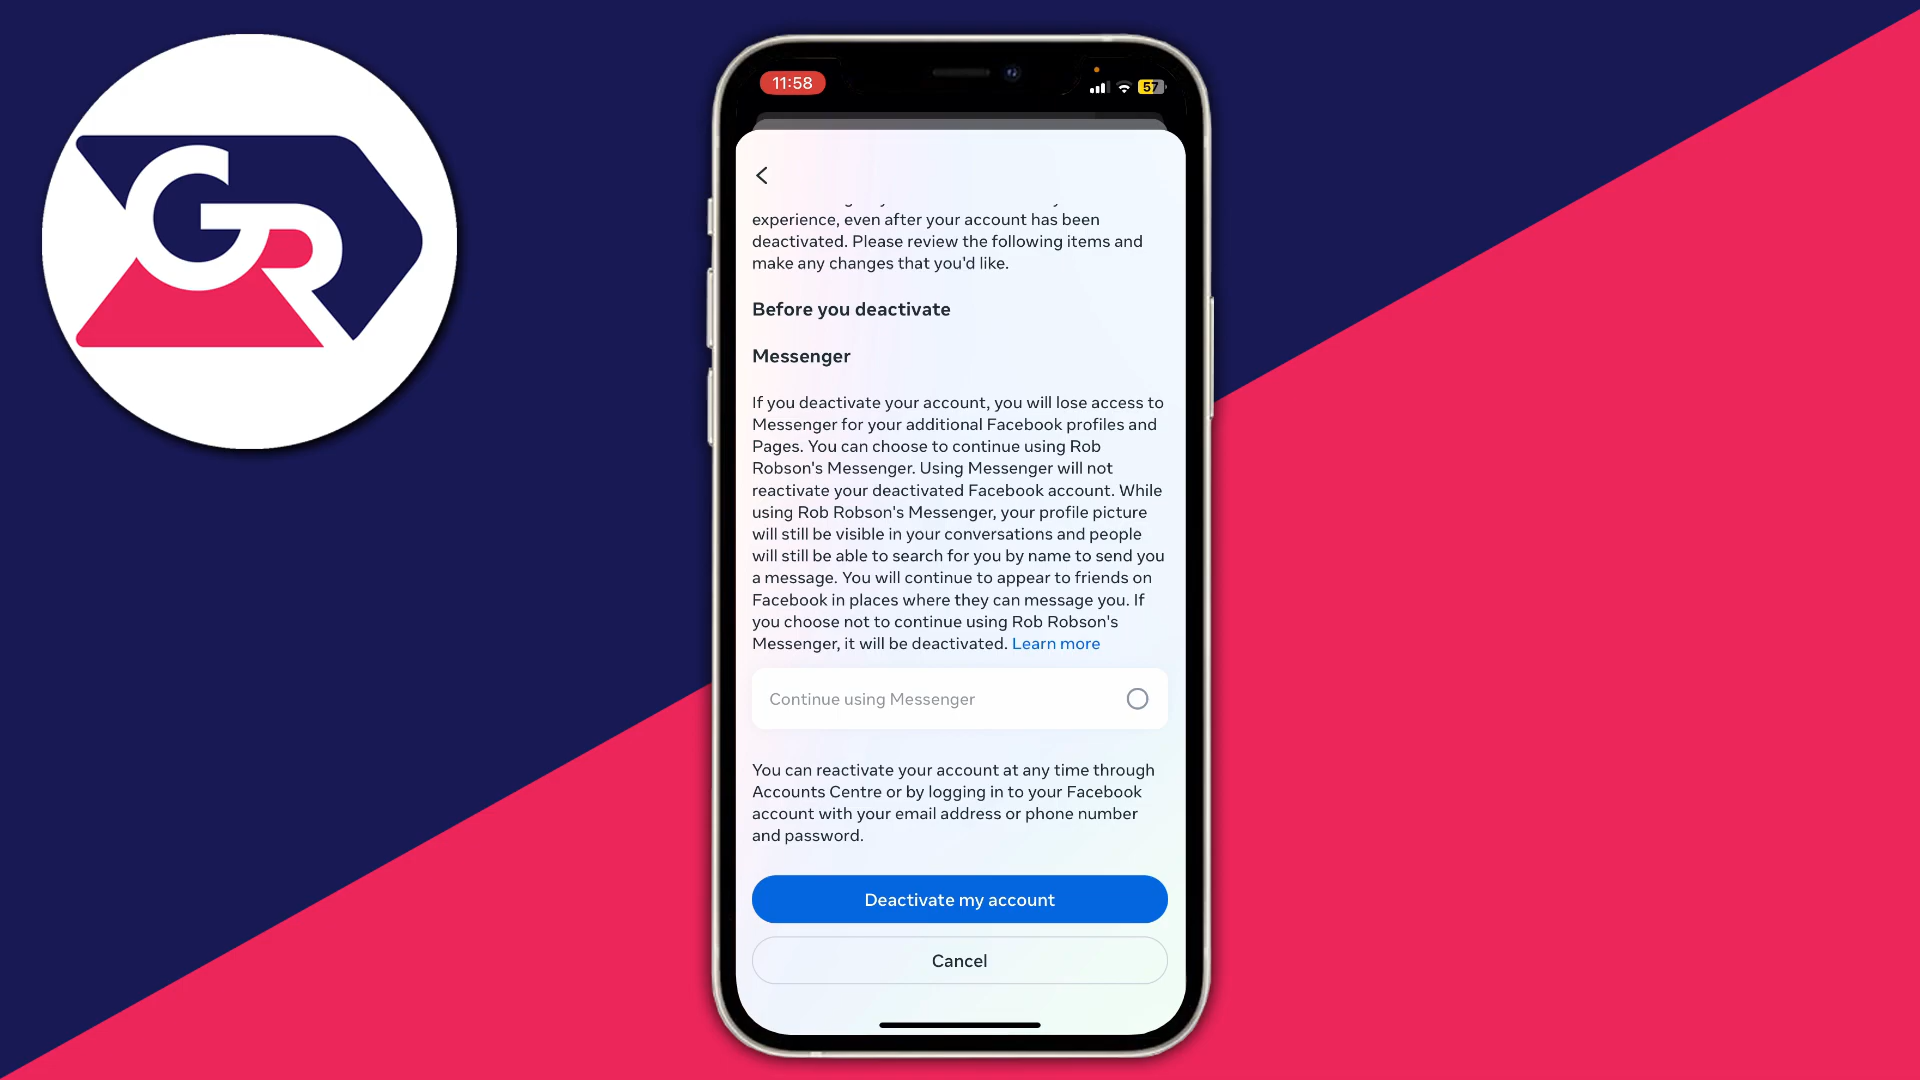 GR
11:58
57
experience, even after your account has been
deactivated. Please review the following items and
make any changes that you'd like.
Before you deactivate
Messenger
If you deactivate your account, you will lose access to
Messenger for your additional Facebook profiles and
Pages. You can choose to continue using Rob
Robson's Messenger. Using Messenger will not
reactivate your deactivated Facebook account. While
using Rob Robson's Messenger, your profile picture
will still be visible in your conversations and people
will still be able to search for you by name to send you
a message. You will continue to appear to friends on
Facebook in places where they can message you. If
you choose not to continue using Rob Robson's
Messenger, it will be deactivated. Learn more
Continue using Messenger
You can reactivate your account at any time through
Accounts Centre or by logging in to your Facebook
account with your email address or phone number
and password.
Deactivate my account
Cancel